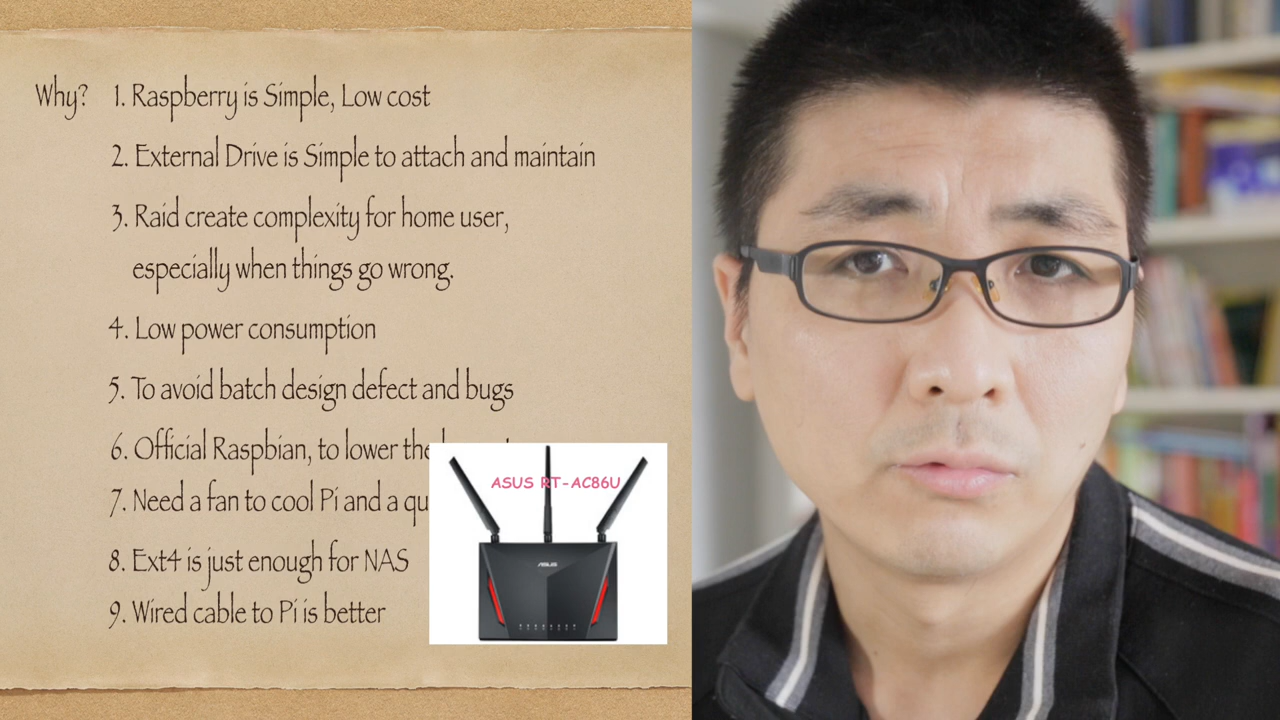 Why? 1. Raspberry is Simple, Low cost
2. External Drive is Simple to attach and maintain
3. Raid create complexity for home user,
especially when things go wrong.
4. Low power consumption
5. To avoid batch design defect and bugs
6. Official Raspbian, to lower the
7. Need a fan to cool Pi and a
8. Ext4 is just enough for NAS
9. Wired cable to Pi is better
ASUS RT-AC86U
ASUS